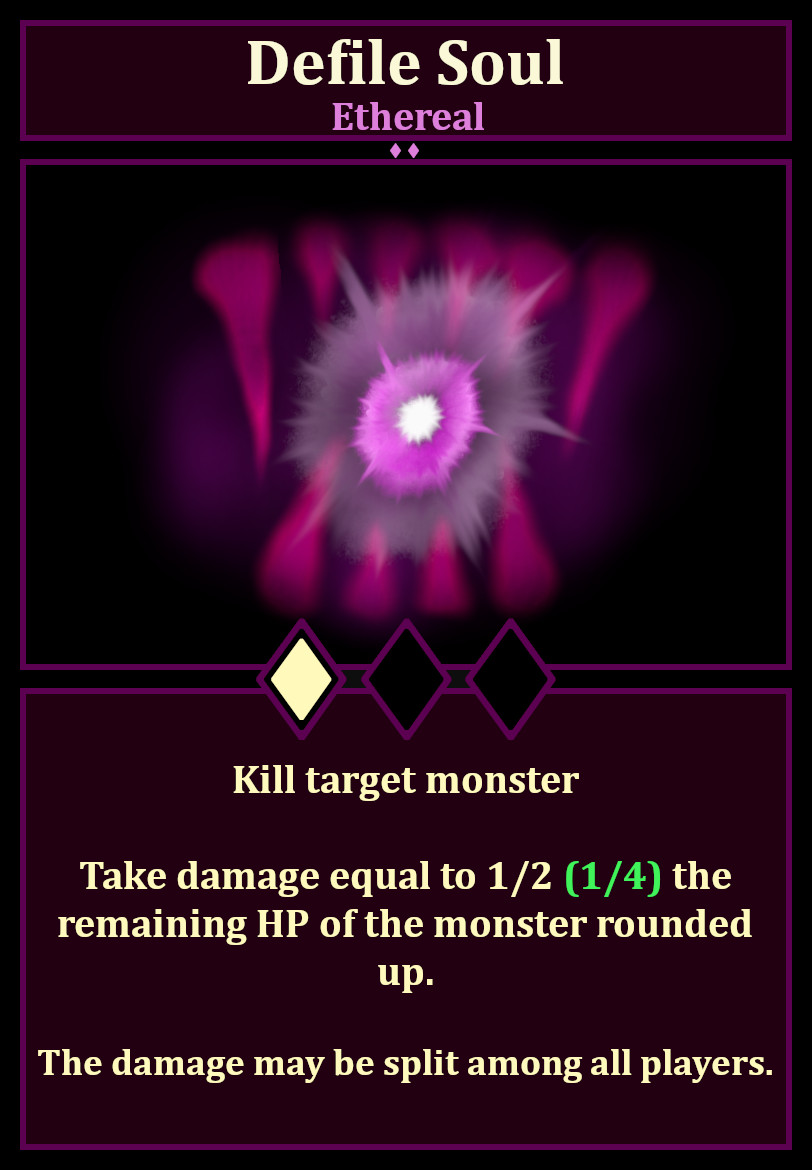 Defile Soul
Ethereal
Kill target monster
Take damage equal to 1/2 (1/4) the
remaining HP of the monster rounded
up.
The damage may be split among all players.